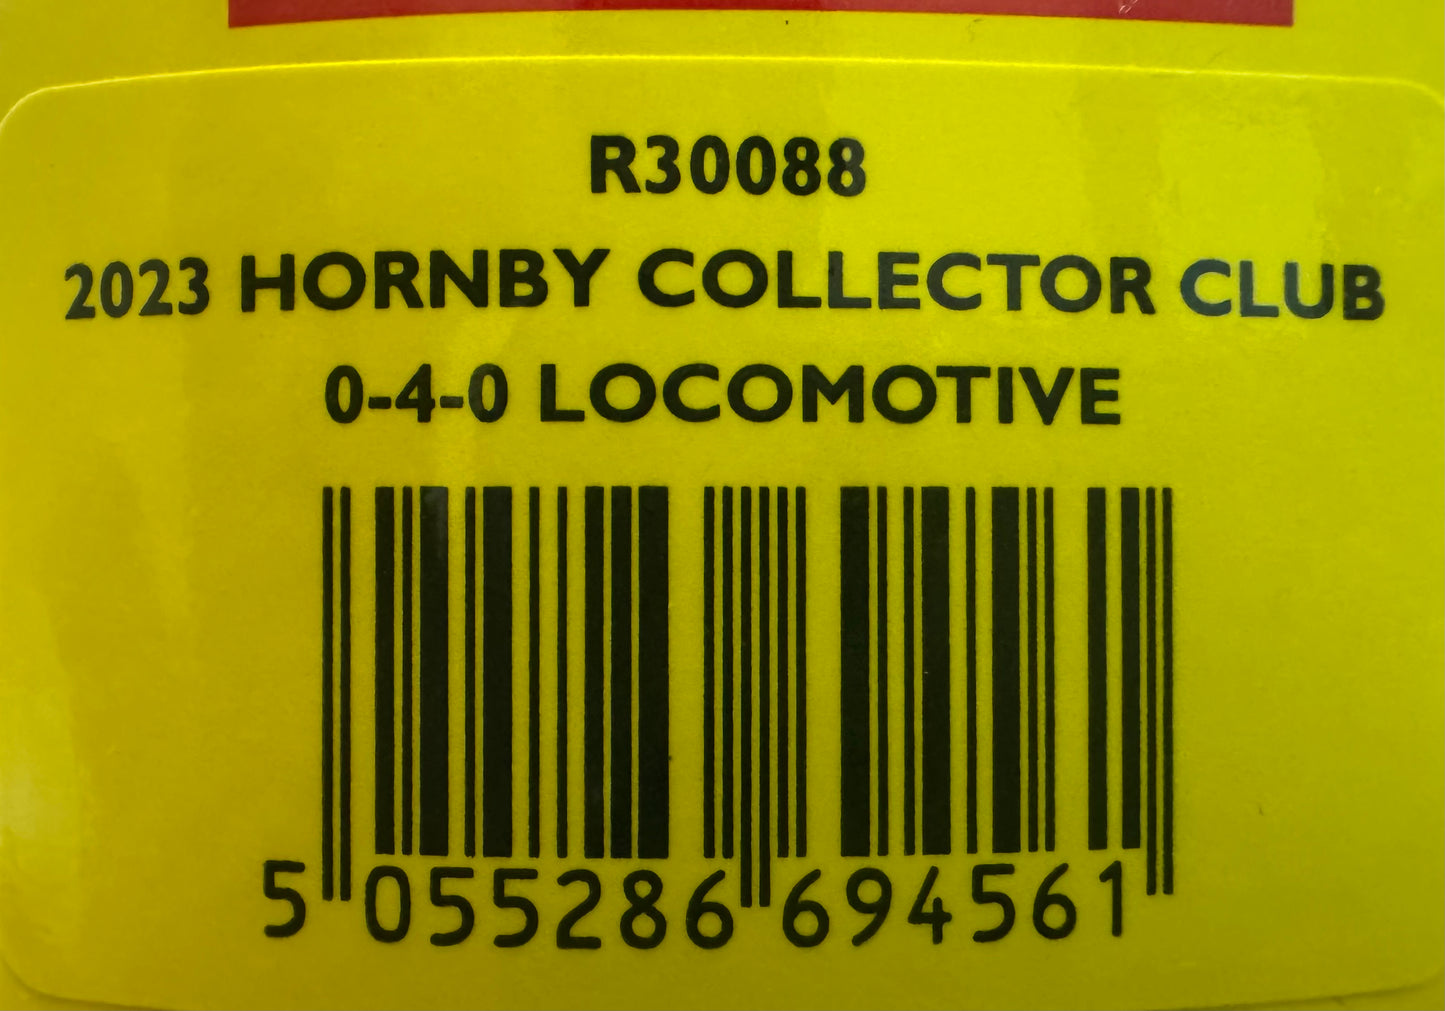 R30088
2023 HORNBY COLLECTOR CLUB
0-4-0 LOCOMOTIVE
5 055286 694561